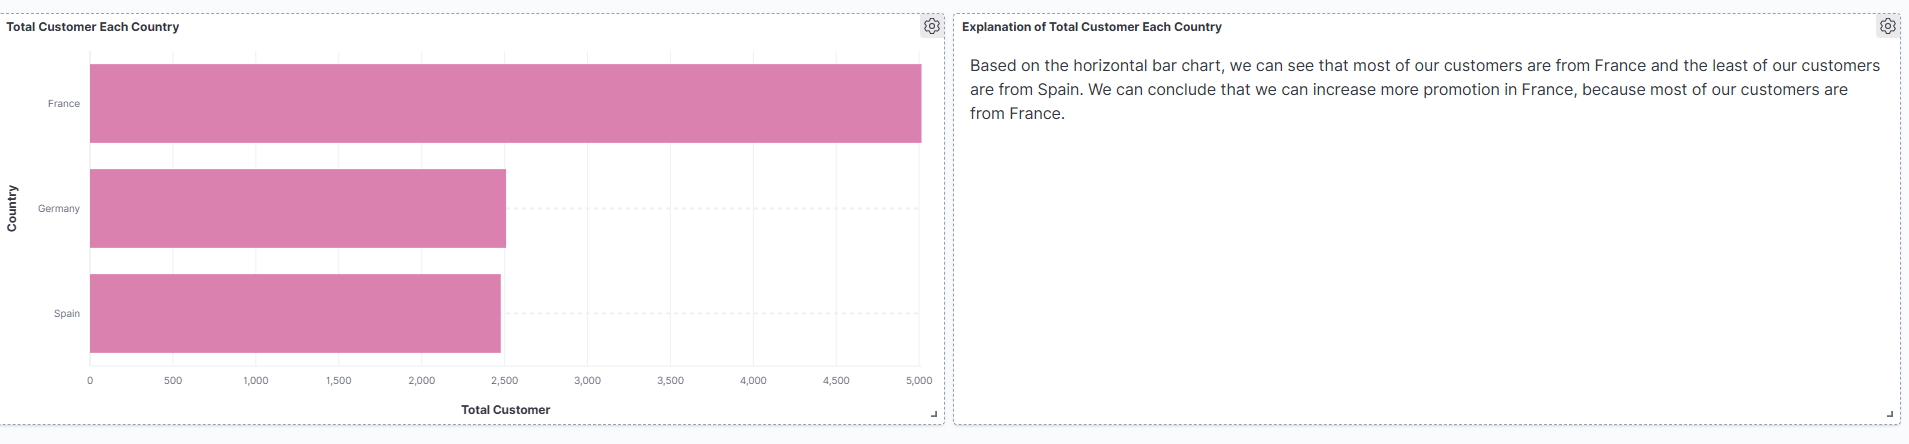 Total Customer Each Country
France
Germany
Spain
Country
0 500 1,000 1,500 2,000 2,500 3,000 3,500 4,000 4,500 5,000
Total Customer
Explanation of Total Customer Each Country
Based on the horizontal bar chart, we can see that most of our customers are from France and the least of our customers
are from Spain. We can conclude that we can increase more promotion in France, because most of our customers are
from France.